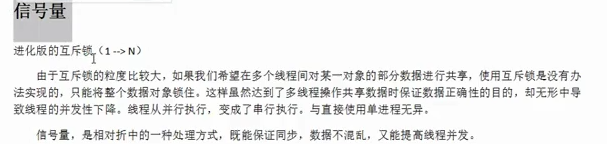 信号量
进化版的互斥锁（1 --> N）
由于互斥锁的粒度比较大，如果我们希望在多个线程间对某一对象的部分数据进行共享，使用互斥锁是没有办
法实现的，只能将整个数据对象锁住。这样虽然达到了多线程操作共享数据时保证数据正确性的目的，却无形中导
致线程的并发性下降。线程从并行执行，变成了串行执行。与直接使用单进程无异。
信号量，是相对折中的一种处理方式，既能保证同步，数据不混乱，又能提高线程并发。